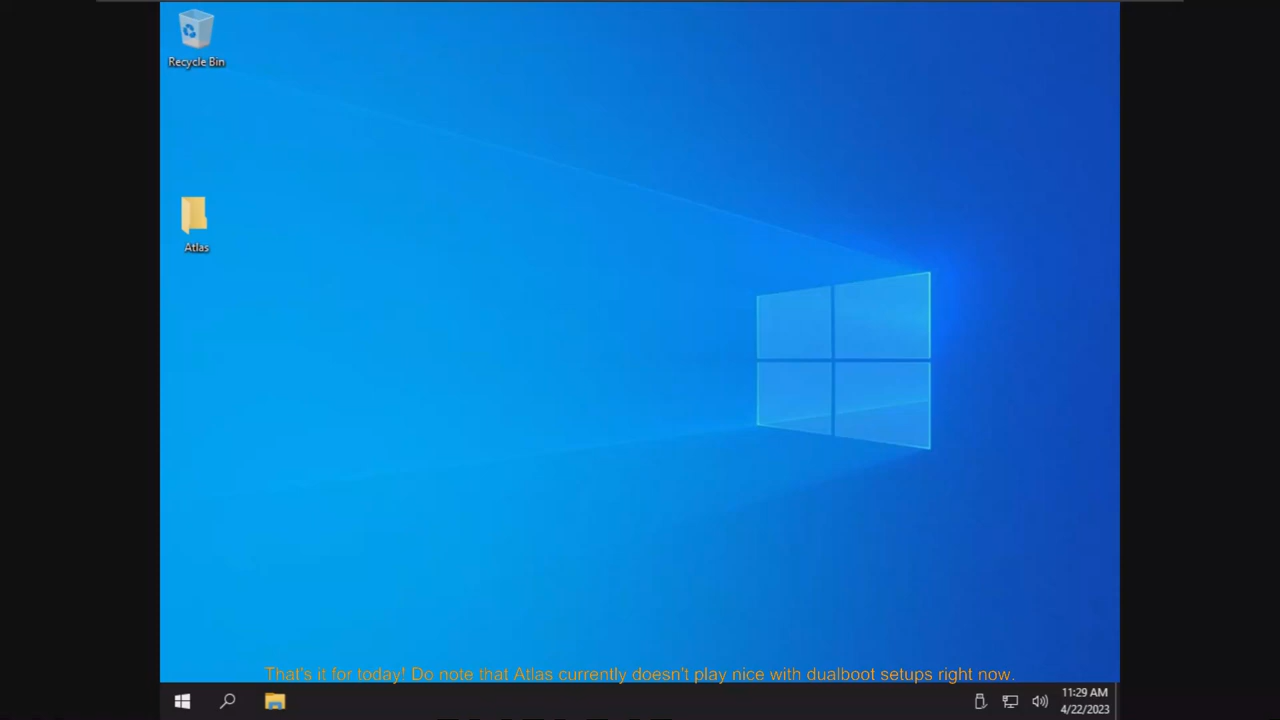 Recycle Bin
Atlas
That's it for today! Do note that Atlas currently doesn't play nice with dualboot setups right now.
11:29 AM
4/22/2023